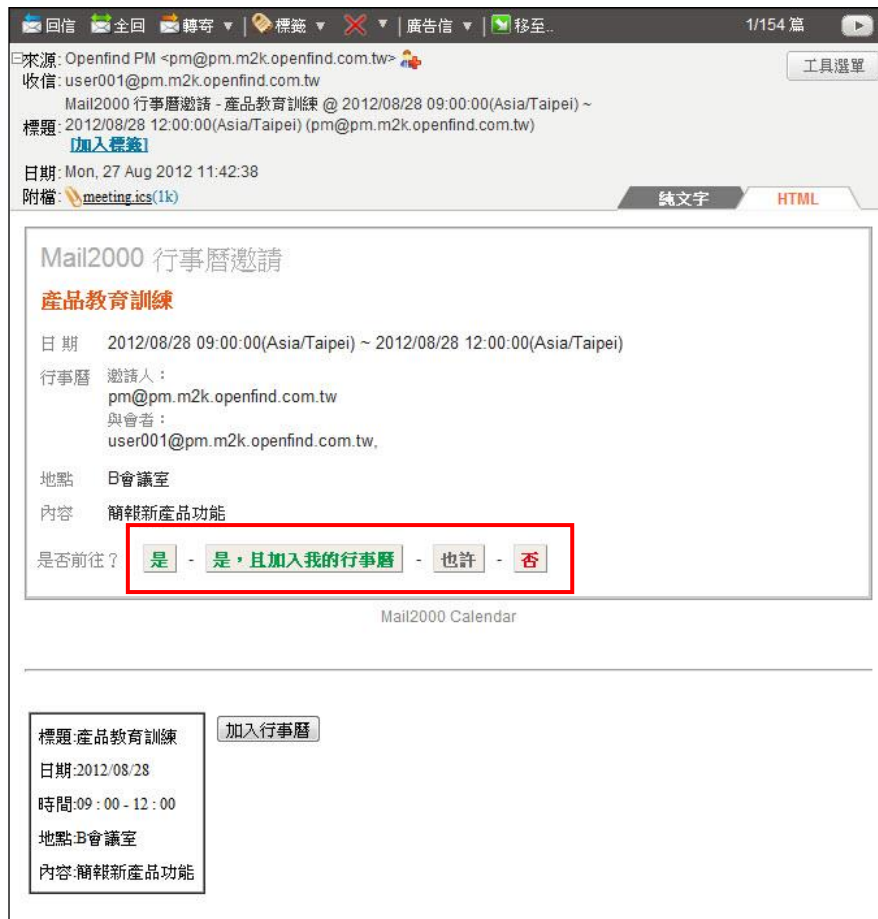 回信 全回 轉寄 ▼ | 標籤 ▼ ▼ | 廣告信 ▼ | 移至.. 1/154 篇
來源: Openfind PM <pm@pm.m2k.openfind.com.tw> 工具選單
收信: user001@pm.m2k.openfind.com.tw
Mail2000 行事曆邀請 - 產品教育訓練 @ 2012/08/28 09:00:00(Asia/Taipei) ~
標題: 2012/08/28 12:00:00(Asia/Taipei) (pm@pm.m2k.openfind.com.tw)
[加入標籤]
日期: Mon, 27 Aug 2012 11:42:38
附檔: meeting.ics(1k) 純文字 HTML
Mail2000 行事曆邀請
產品教育訓練
日 期 2012/08/28 09:00:00(Asia/Taipei) ~ 2012/08/28 12:00:00(Asia/Taipei)
行事曆 邀請人：
pm@pm.m2k.openfind.com.tw
與會者：
user001@pm.m2k.openfind.com.tw,
地點 B會議室
內容 簡報新產品功能
是否前往？ 是 - 是，且加入我的行事曆 - 也許 - 否
Mail2000 Calendar
標題:產品教育訓練 加入行事曆
日期:2012/08/28
時間:09 : 00 - 12 : 00
地點:B會議室
內容:簡報新產品功能